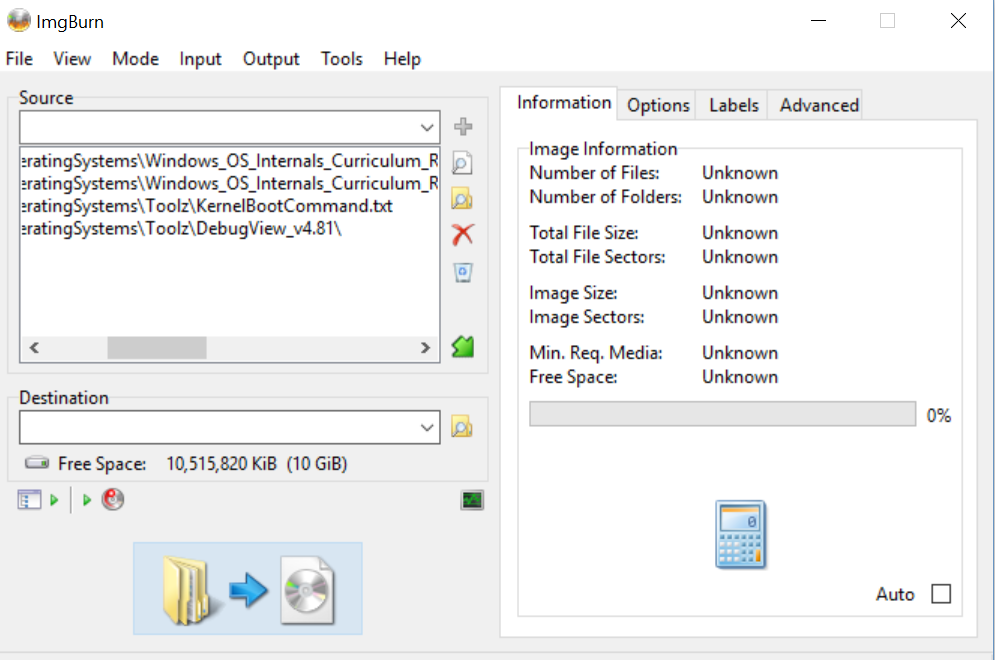 ImgBurn
File View Mode Input Output Tools Help
Source
eratingSystems\Windows_OS_Internals_Curriculum_R
eratingSystems\Windows_OS_Internals_Curriculum_R
eratingSystems\Toolz\KernelBootCommand.txt
eratingSystems\Toolz\DebugView_v4.81\
Destination
Free Space: 10,515,820 KiB (10 GiB)
Information Options Labels Advanced
Image Information
Number of Files: Unknown
Number of Folders: Unknown
Total File Size: Unknown
Total File Sectors: Unknown
Image Size: Unknown
Image Sectors: Unknown
Min. Req. Media: Unknown
Free Space: Unknown
0%
0
Auto